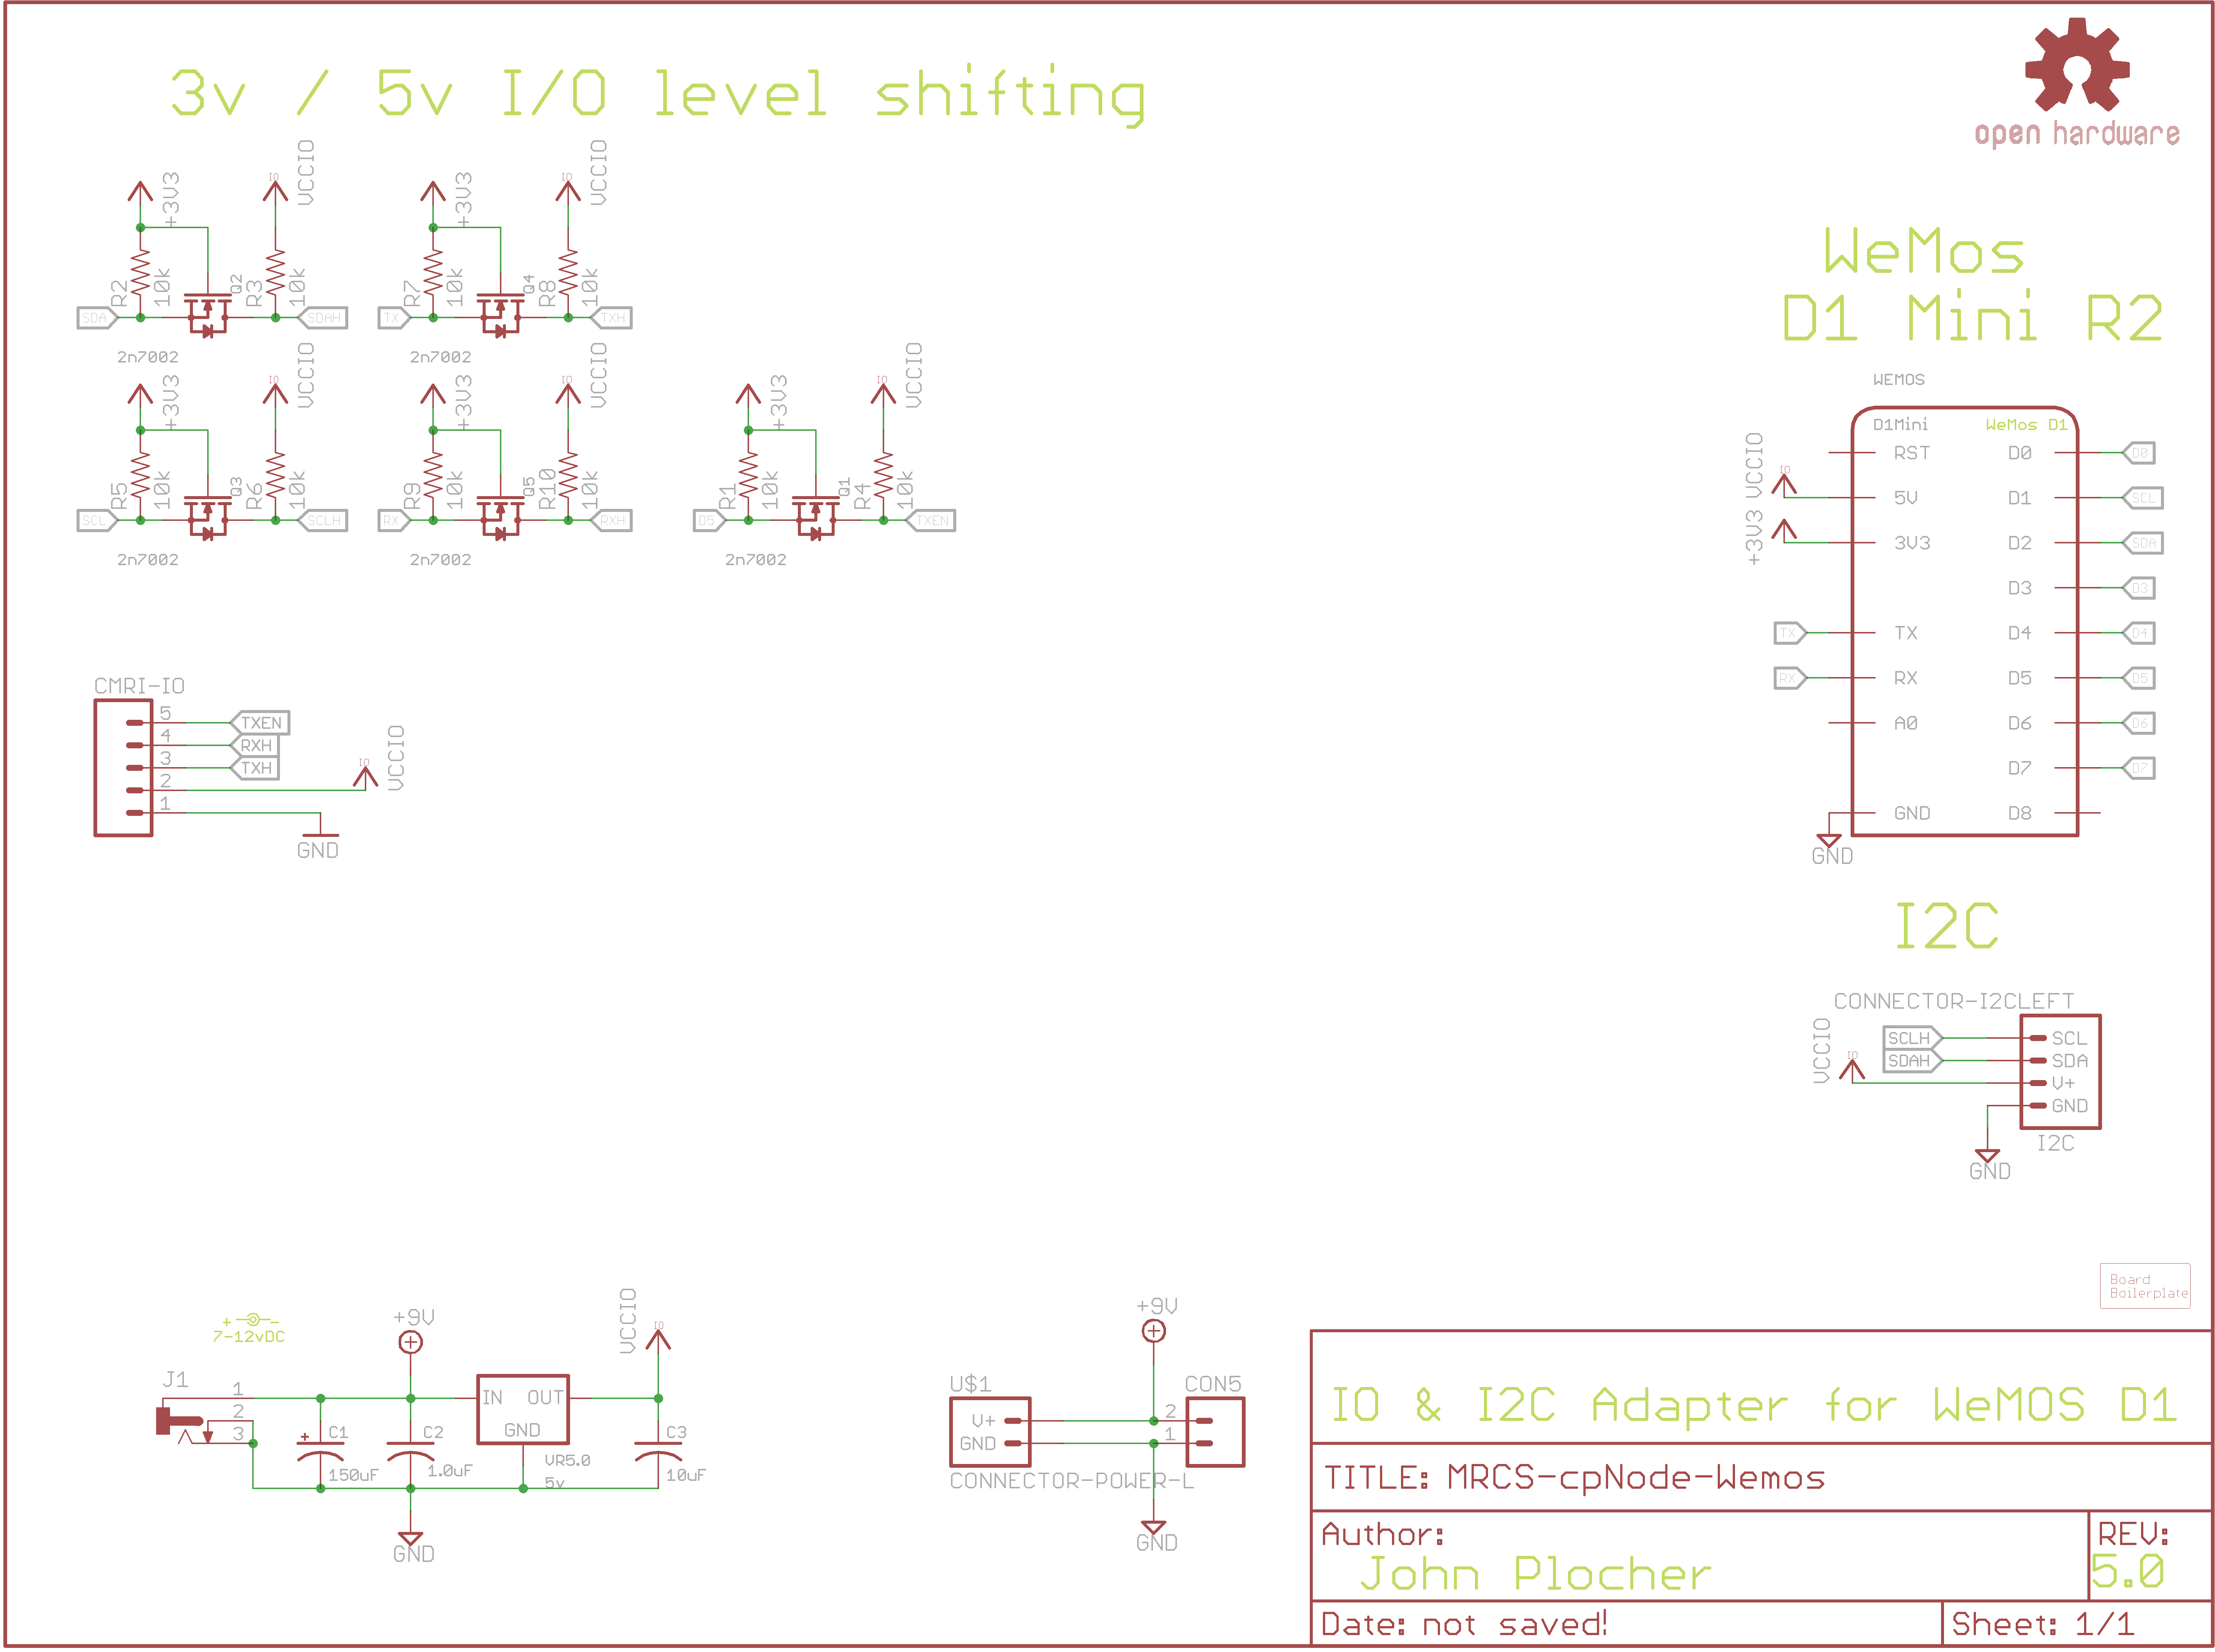 3v / 5v I/O level shifting
open hardware
+3V3
IO
VCCIO
R2
10k
Q2
R3
10k
SDA
SDAH
2n7002
+3V3
IO
VCCIO
R7
10k
Q4
R8
10k
TX
TXH
2n7002
+3V3
IO
VCCIO
R5
10k
Q3
R6
10k
SCL
SCLH
2n7002
+3V3
IO
VCCIO
R9
10k
Q5
R10
10k
RX
RXH
2n7002
+3V3
IO
VCCIO
R1
10k
Q1
R4
10k
D5
TXEN
2n7002
WeMos
D1 Mini R2
WEMOS
D1Mini
WeMos D1
RST
D0
D0
VCCIO
IO
5V
D1
SCL
+3V3
3V3
D2
SDA
D3
D3
TX
TX
D4
D4
RX
RX
D5
D5
A0
D6
D6
D7
D7
GND
D8
GND
CMRI-IO
5
TXEN
4
RXH
3
TXH
2
IO
VCCIO
1
GND
I2C
CONNECTOR-I2CLEFT
VCCIO
IO
SCLH
SCL
SDAH
SDA
V+
GND
I2C
GND
+ -
7-12vDC
+9V
VCCIO
IO
J1
1
2
3
+
C1
150uF
C2
1.0uF
IN
OUT
GND
VR5.0
5v
C3
10uF
GND
+9V
U$1
CON5
V+
2
GND
1
CONNECTOR-POWER-L
GND
Board
Boilerplate
IO & I2C Adapter for WeMOS D1
TITLE: MRCS-cpNode-Wemos
Author:
John Plocher
REV:
5.0
Date: not saved!
Sheet: 1/1